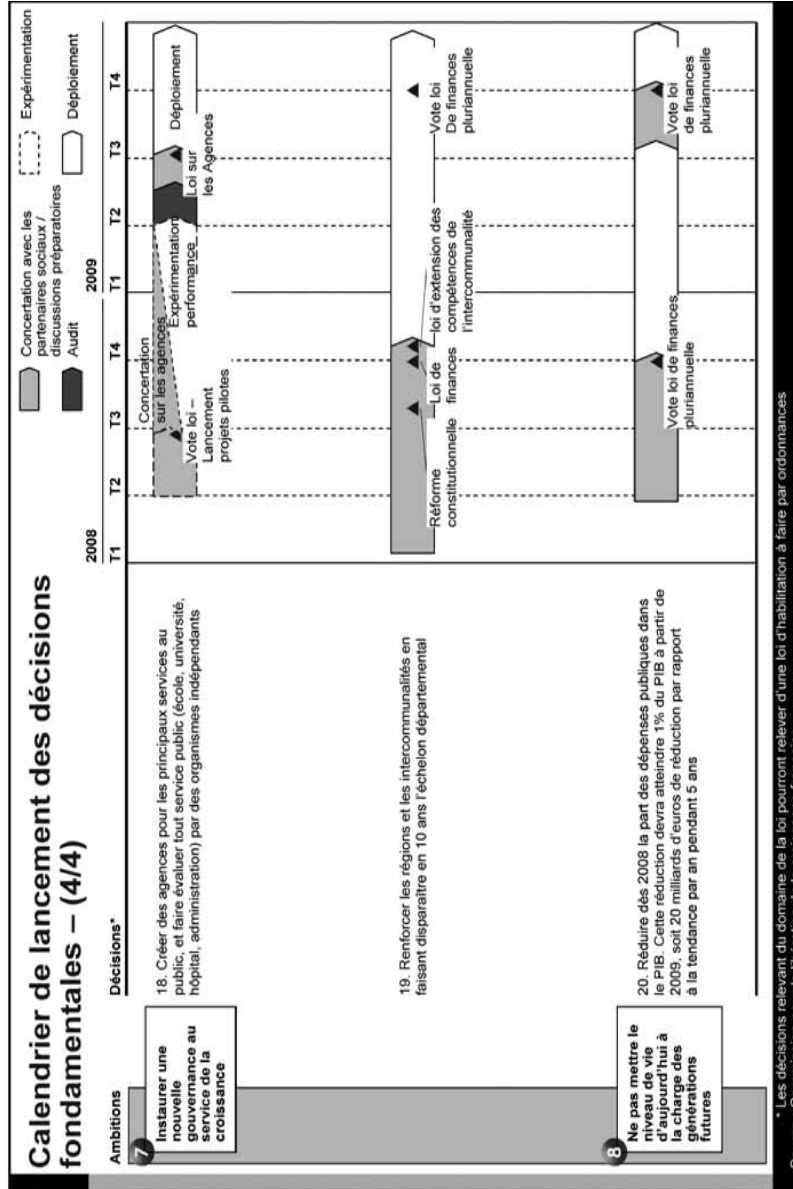 Calendrier de lancement des décisions
fondamentales – (4/4)
Concertation avec les
partenaires sociaux /
discussions préparatoires
Audit
Expérimentation
Déploiement
Ambitions
Décisions*
2008
2009
T1
T2
T3
T4
T1
T2
T3
T4
7
Instaurer une
nouvelle
gouvernance au
service de la
croissance
18. Créer des agences pour les principaux services au
public, et faire évaluer tout service public (école, université,
hôpital, administration) par des organismes indépendants
Concertation
sur les agences
Vote loi –
Lancement
projets pilotes
Expérimentation
performance
Loi sur
les Agences
Déploiement
19. Renforcer les régions et les intercommunalités en
faisant disparaître en 10 ans l'échelon départemental
Réforme
constitutionnelle
Loi de
finances
loi d'extension des
compétences de
l'intercommunalité
Vote loi
De finances
pluriannuelle
8
Ne pas mettre le
niveau de vie
d'aujourd'hui à
la charge des
générations
futures
20. Réduire dès 2008 la part des dépenses publiques dans
le PIB. Cette réduction devra atteindre 1% du PIB à partir de
2009, soit 20 milliards d'euros de réduction par rapport
à la tendance par an pendant 5 ans
Vote loi de finances
pluriannuelle
Vote loi
de finances
pluriannuelle
* Les décisions relevant du domaine de la loi pourront relever d'une loi d'habilitation à faire par ordonnances